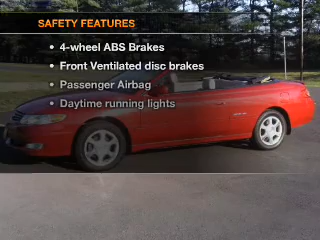 SAFETY FEATURES
• 4-wheel ABS Brakes
• Front Ventilated disc brakes
• Passenger Airbag
• Daytime running lights